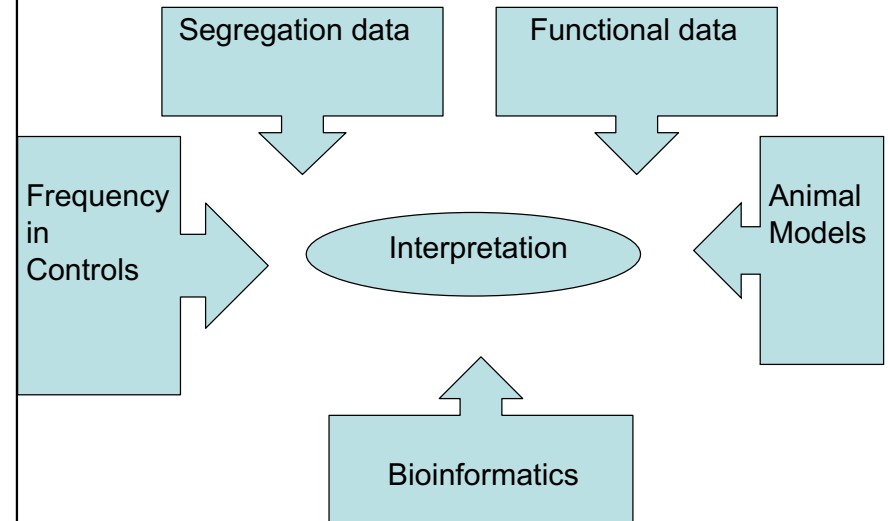 Segregation data
Functional data
Frequency
in
Controls
Interpretation
Animal
Models
Bioinformatics